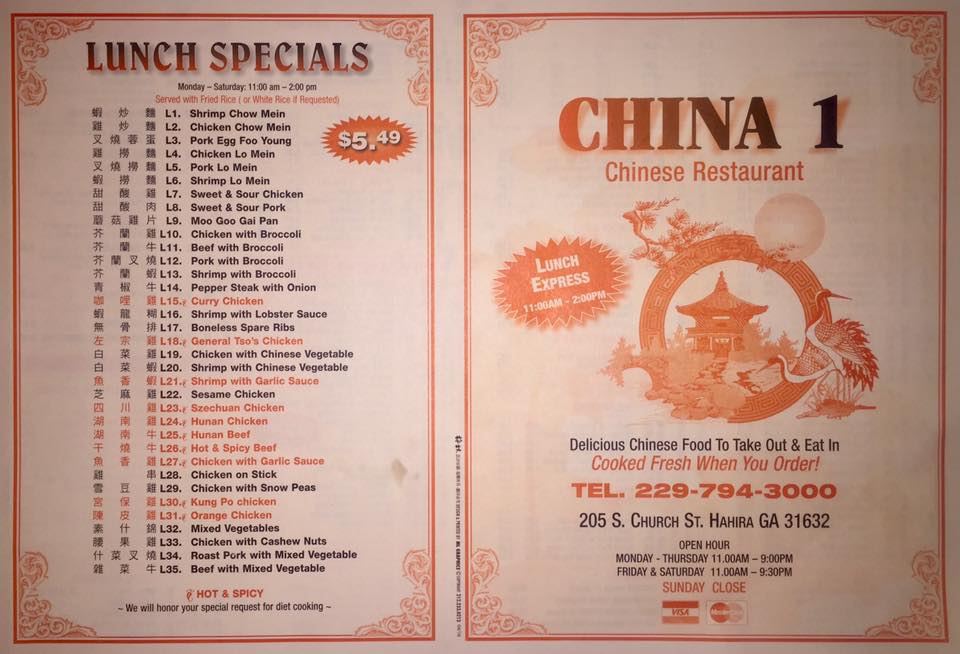 LUNCH SPECIALS
Monday – Saturday: 11:00 am – 2:00 pm
Served with Fried Rice ( or White Rice if Requested)
$5.49
蝦 炒 麵 L1. Shrimp Chow Mein
雞 炒 麵 L2. Chicken Chow Mein
叉 燒 蓉 蛋 L3. Pork Egg Foo Young
雞 撈 麵 L4. Chicken Lo Mein
叉 燒 撈 麵 L5. Pork Lo Mein
蝦 撈 麵 L6. Shrimp Lo Mein
甜 酸 雞 L7. Sweet & Sour Chicken
甜 酸 肉 L8. Sweet & Sour Pork
蘑 菇 雞 片 L9. Moo Goo Gai Pan
芥 蘭 雞 L10. Chicken with Broccoli
芥 蘭 牛 L11. Beef with Broccoli
芥 蘭 叉 燒 L12. Pork with Broccoli
芥 蘭 蝦 L13. Shrimp with Broccoli
青 椒 牛 L14. Pepper Steak with Onion
咖 哩 雞 L15. Curry Chicken
蝦 龍 糊 L16. Shrimp with Lobster Sauce
無 骨 排 L17. Boneless Spare Ribs
左 宗 雞 L18. General Tso's Chicken
白 菜 雞 L19. Chicken with Chinese Vegetable
白 菜 蝦 L20. Shrimp with Chinese Vegetable
魚 香 蝦 L21. Shrimp with Garlic Sauce
芝 麻 雞 L22. Sesame Chicken
四 川 雞 L23. Szechuan Chicken
湖 南 雞 L24. Hunan Chicken
湖 南 牛 L25. Hunan Beef
干 燒 牛 L26. Hot & Spicy Beef
魚 香 雞 L27. Chicken with Garlic Sauce
雞 串 L28. Chicken on Stick
雪 豆 雞 L29. Chicken with Snow Peas
宮 保 雞 L30. Kung Po chicken
陳 皮 雞 L31. Orange Chicken
素 什 錦 L32. Mixed Vegetables
腰 果 雞 L33. Chicken with Cashew Nuts
什 菜 叉 燒 L34. Roast Pork with Mixed Vegetable
雜 菜 牛 L35. Beef with Mixed Vegetable
HOT & SPICY
~ We will honor your special request for diet cooking ~
CHINA 1
Chinese Restaurant
LUNCH
EXPRESS
11:00AM - 2:00PM
Delicious Chinese Food To Take Out & Eat In
Cooked Fresh When You Order!
TEL. 229-794-3000
205 S. CHURCH ST. HAHIRA GA 31632
OPEN HOUR
MONDAY - THURSDAY 11.00AM – 9:00PM
FRIDAY & SATURDAY 11.00AM – 9:30PM
SUNDAY CLOSE
VISA
MasterCard